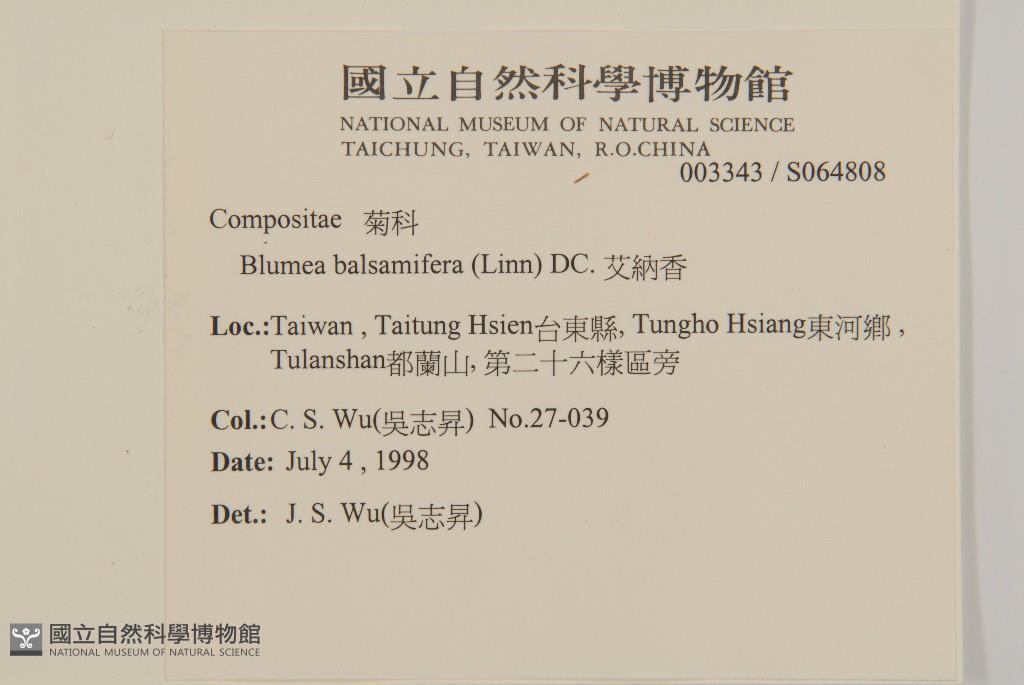 國立自然科學博物館
NATIONAL MUSEUM OF NATURAL SCIENCE
TAICHUNG, TAIWAN, R.O.CHINA
003343 / S064808
Compositae 菊科
Blumea balsamifera (Linn) DC. 艾納香
Loc.:Taiwan , Taitung Hsien台東縣, Tungho Hsiang東河鄉 ,
Tulanshan都蘭山, 第二十六樣區旁
Col.:C. S. Wu(吳志昇) No.27-039
Date: July 4 , 1998
Det.: J. S. Wu(吳志昇)
國立自然科學博物館
NATIONAL MUSEUM OF NATURAL SCIENCE